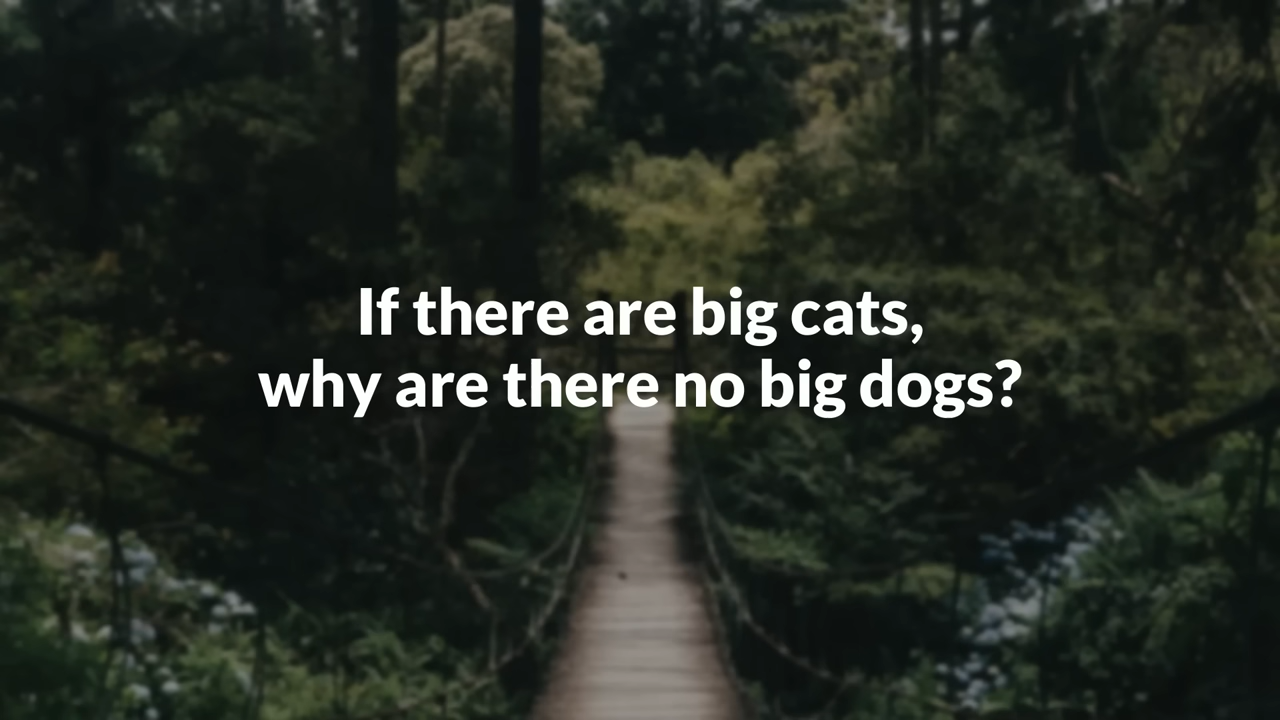 If there are big cats,
why are there no big dogs?